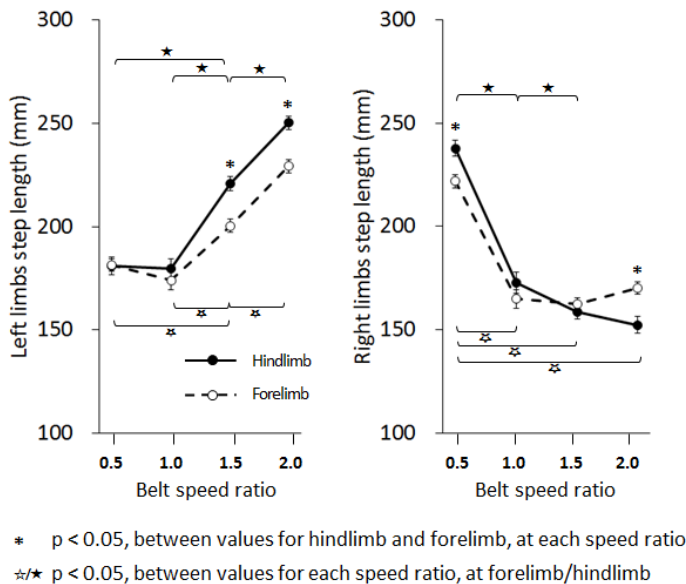 Left limbs step length (mm)
300
250
200
150
100
★
★
★
*
*
☆
☆
☆
Hindlimb
Forelimb
0.5 1.0 1.5 2.0
Belt speed ratio
Right limbs step length (mm)
300
250
200
150
100
★
★
*
*
☆
☆
☆
0.5 1.0 1.5 2.0
Belt speed ratio
* p < 0.05, between values for hindlimb and forelimb, at each speed ratio
☆/★ p < 0.05, between values for each speed ratio, at forelimb/hindlimb